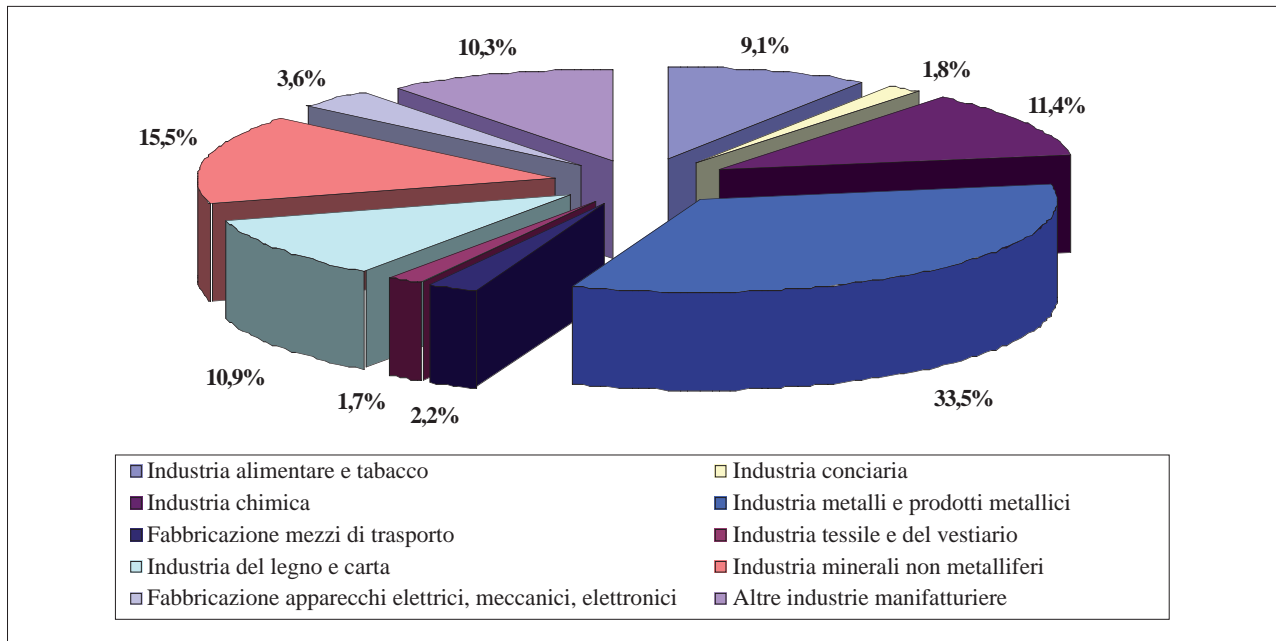 10,3%
9,1%
3,6%
1,8%
11,4%
15,5%
10,9%
1,7%
2,2%
33,5%
Industria alimentare e tabacco
Industria conciaria
Industria chimica
Industria metalli e prodotti metallici
Fabbricazione mezzi di trasporto
Industria tessile e del vestiario
Industria del legno e carta
Industria minerali non metalliferi
Fabbricazione apparecchi elettrici, meccanici, elettronici
Altre industrie manifatturiere